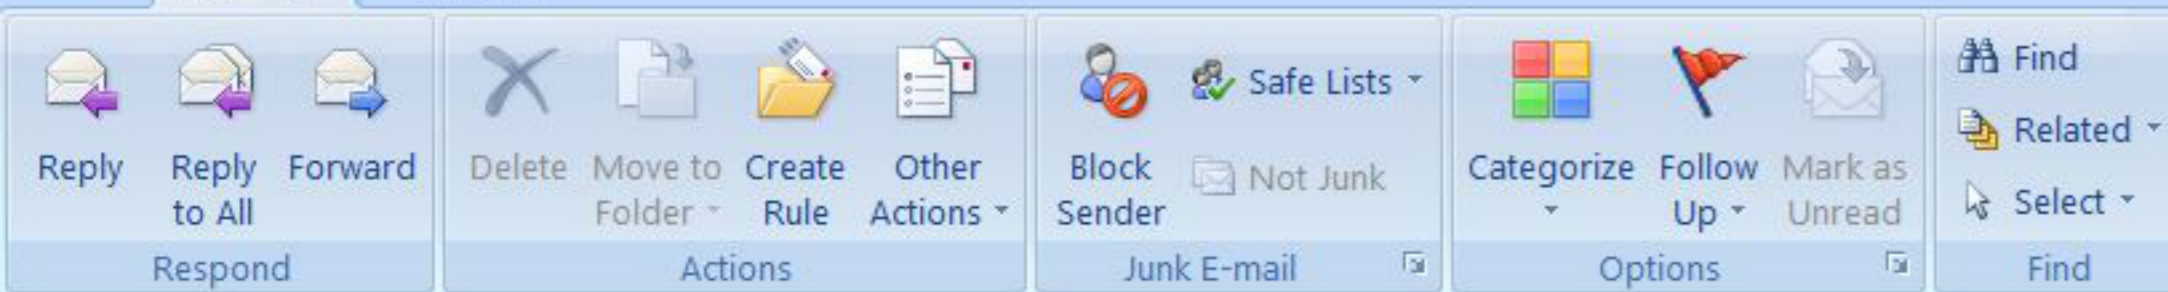 Reply
Reply
to All
Forward
Respond
Delete
Move to
Folder
Create
Rule
Other
Actions
Actions
Block
Sender
Safe Lists
Not Junk
Junk E-mail
Categorize
Follow
Up
Mark as
Unread
Options
Find
Related
Select
Find